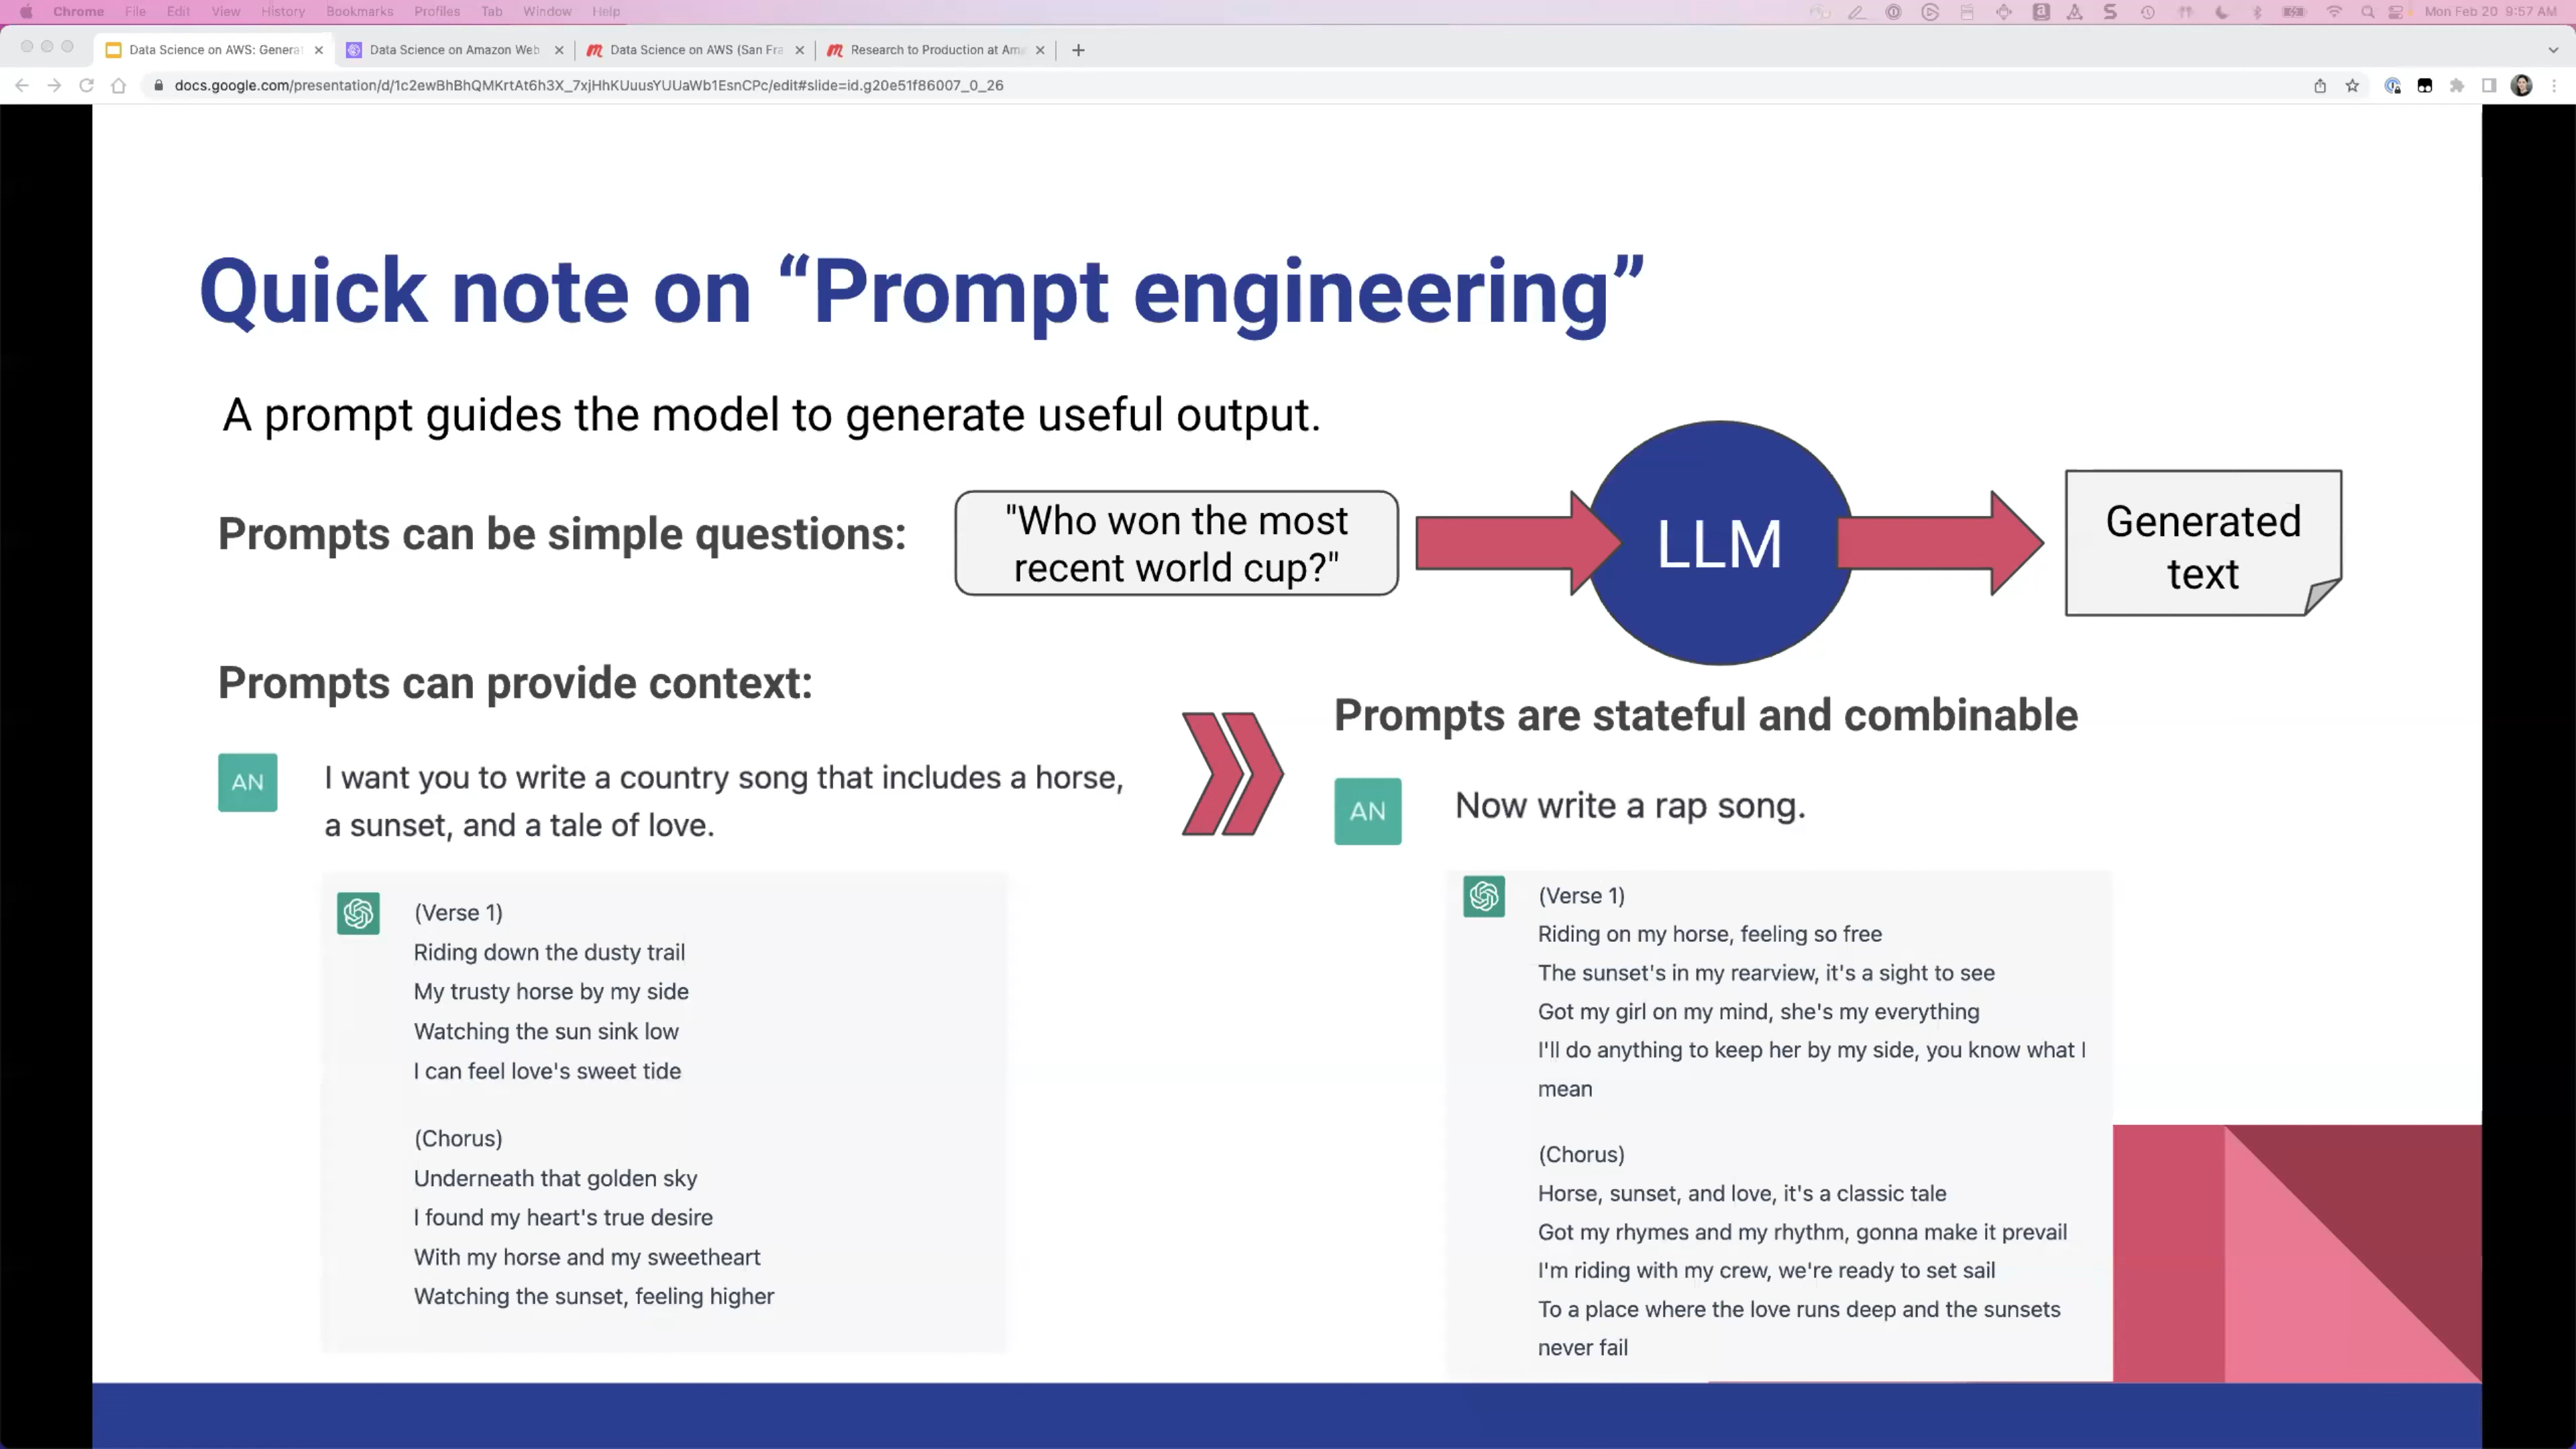 Chrome File Edit View History Bookmarks Profiles Tab Window Help
Mon Feb 20 9:57 AM
Data Science on AWS: Genera
Data Science on Amazon Web
Data Science on AWS (San Fra
Research to Production at Ama
docs.google.com/presentation/d/1c2ewBhBhQMKrtAt6h3X_7xjHhKUuusYUUaWb1EsnCPc/edit#slide=id.g20e51f86007_0_26
Quick note on “Prompt engineering”
A prompt guides the model to generate useful output.
Prompts can be simple questions:
"Who won the most
recent world cup?"
LLM
Generated
text
Prompts can provide context:
AN
I want you to write a country song that includes a horse,
a sunset, and a tale of love.
(Verse 1)
Riding down the dusty trail
My trusty horse by my side
Watching the sun sink low
I can feel love's sweet tide
(Chorus)
Underneath that golden sky
I found my heart's true desire
With my horse and my sweetheart
Watching the sunset, feeling higher
Prompts are stateful and combinable
AN
Now write a rap song.
(Verse 1)
Riding on my horse, feeling so free
The sunset's in my rearview, it's a sight to see
Got my girl on my mind, she's my everything
I'll do anything to keep her by my side, you know what I
mean
(Chorus)
Horse, sunset, and love, it's a classic tale
Got my rhymes and my rhythm, gonna make it prevail
I'm riding with my crew, we're ready to set sail
To a place where the love runs deep and the sunsets
never fail